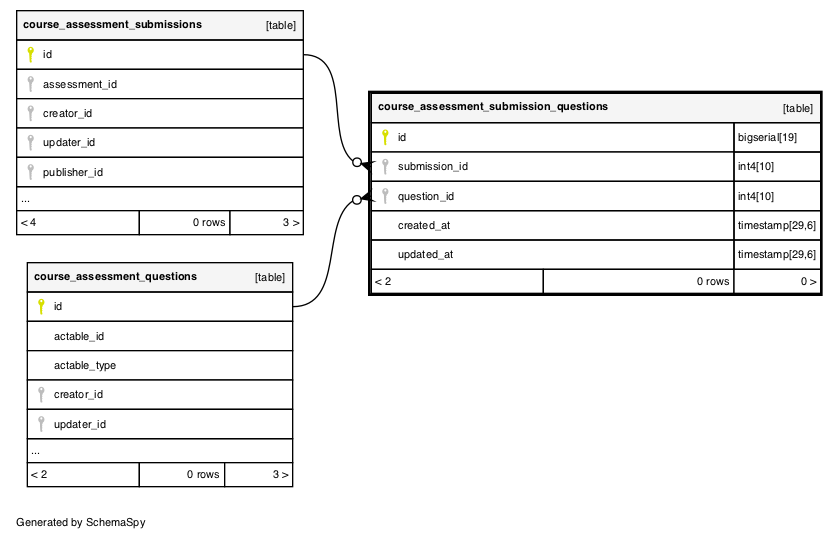 course_assessment_submissions [table]
id
assessment_id
creator_id
updater_id
publisher_id
...
< 4 0 rows 3 >
course_assessment_submission_questions [table]
id bigserial[19]
submission_id int4[10]
question_id int4[10]
created_at timestamp[29,6]
updated_at timestamp[29,6]
< 2 0 rows 0 >
course_assessment_questions [table]
id
actable_id
actable_type
creator_id
updater_id
...
< 2 0 rows 3 >
Generated by SchemaSpy